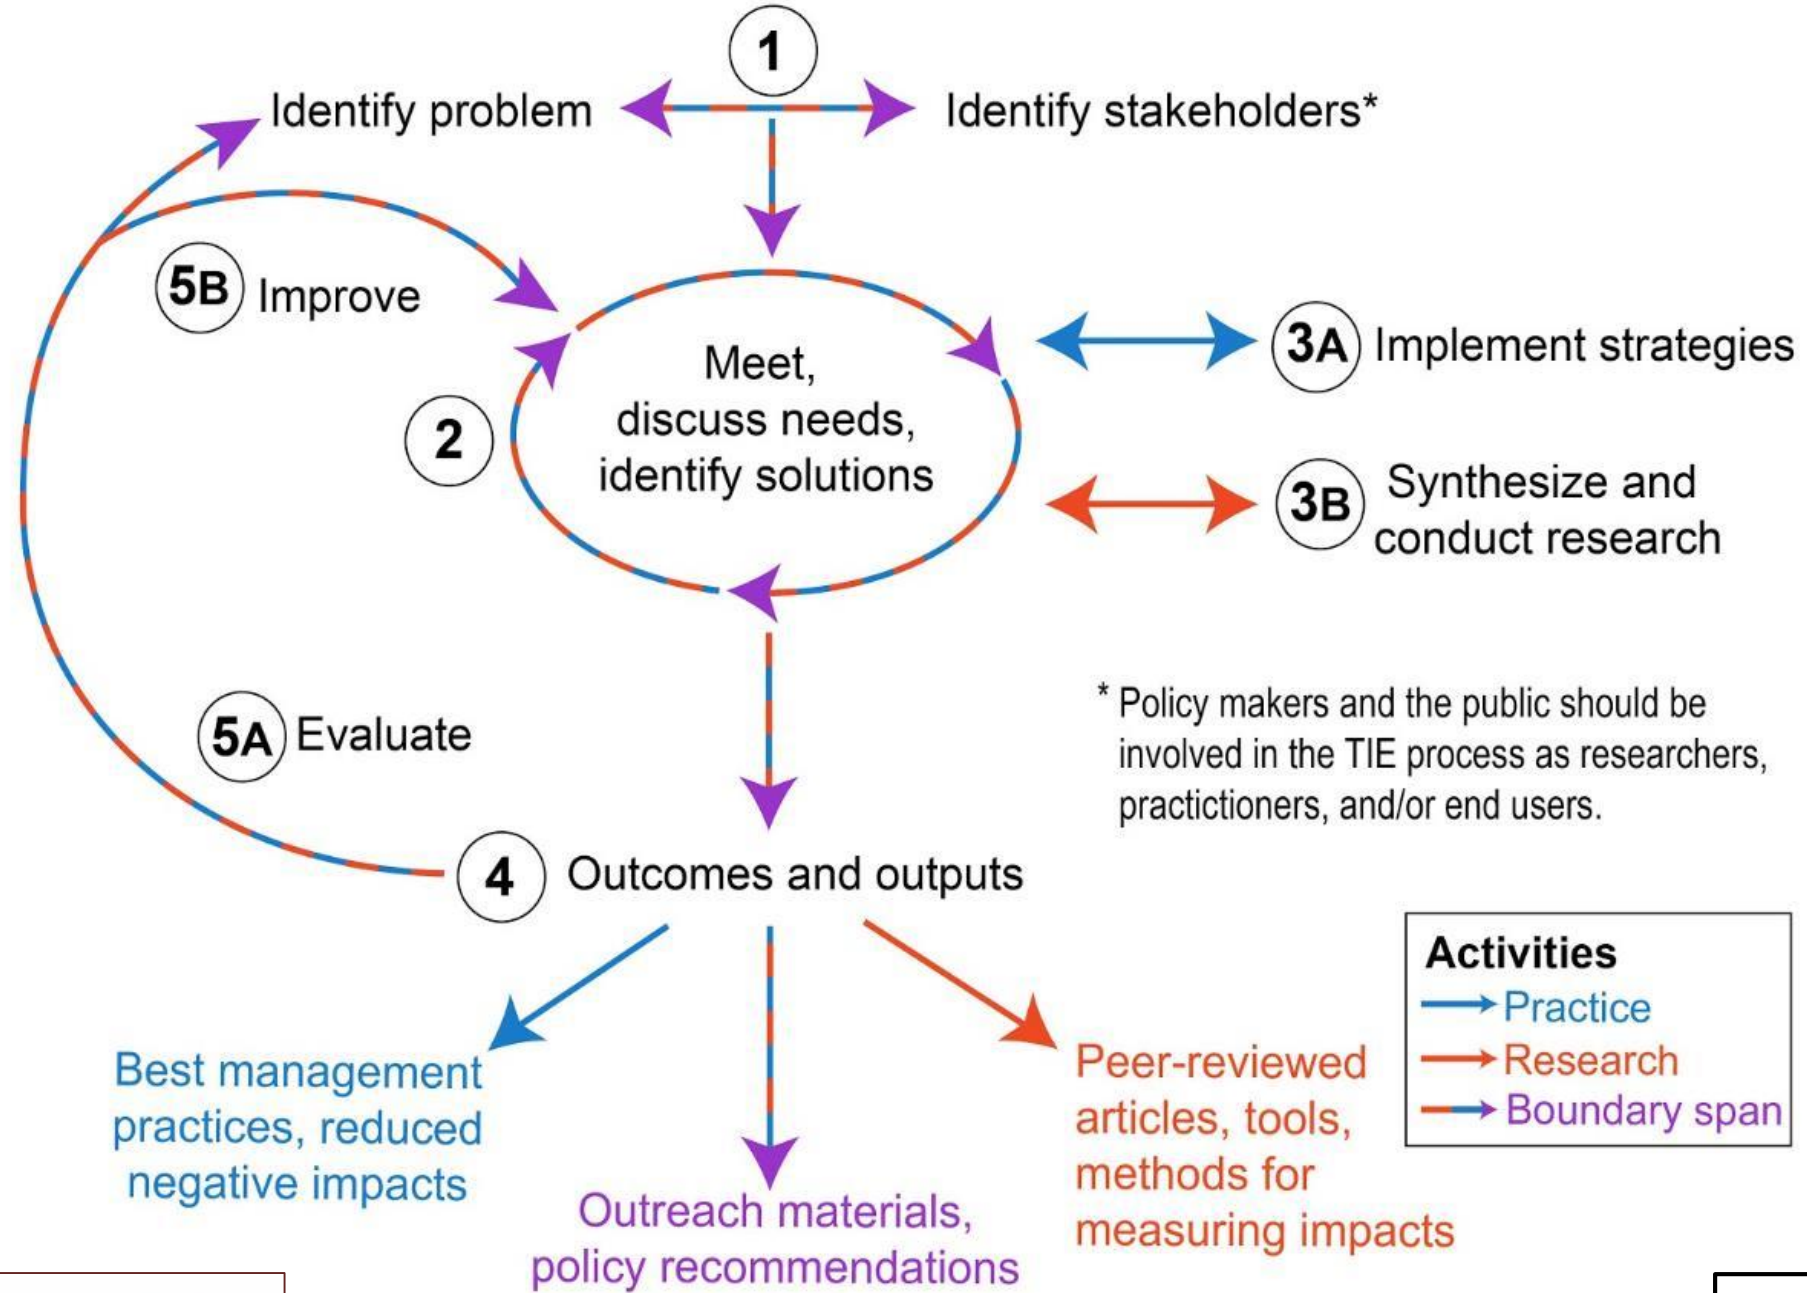 1
Identify problem
Identify stakeholders*
5B Improve
Meet,
discuss needs,
identify solutions
2
3A Implement strategies
3B Synthesize and
conduct research
* Policy makers and the public should be
involved in the TIE process as researchers,
practictioners, and/or end users.
5A Evaluate
4 Outcomes and outputs
Best management
practices, reduced
negative impacts
Outreach materials,
policy recommendations
Peer-reviewed
articles, tools,
methods for
measuring impacts
Activities
Practice
Research
Boundary span